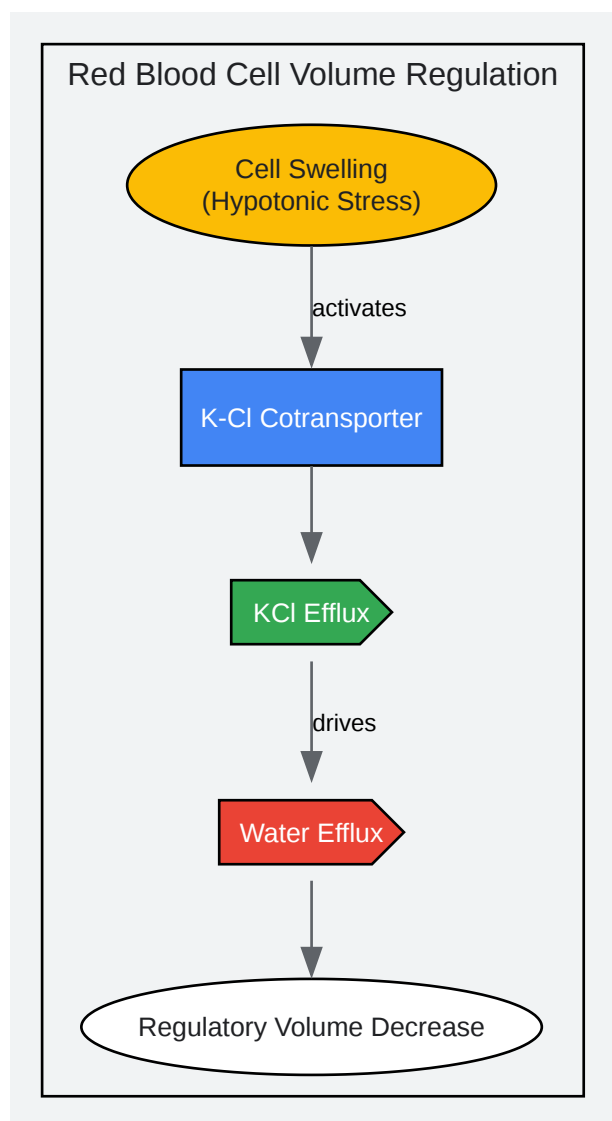 Red Blood Cell Volume Regulation
Cell Swelling
(Hypotonic Stress)
activates
K-Cl Cotransporter
KCl Efflux
drives
Water Efflux
Regulatory Volume Decrease